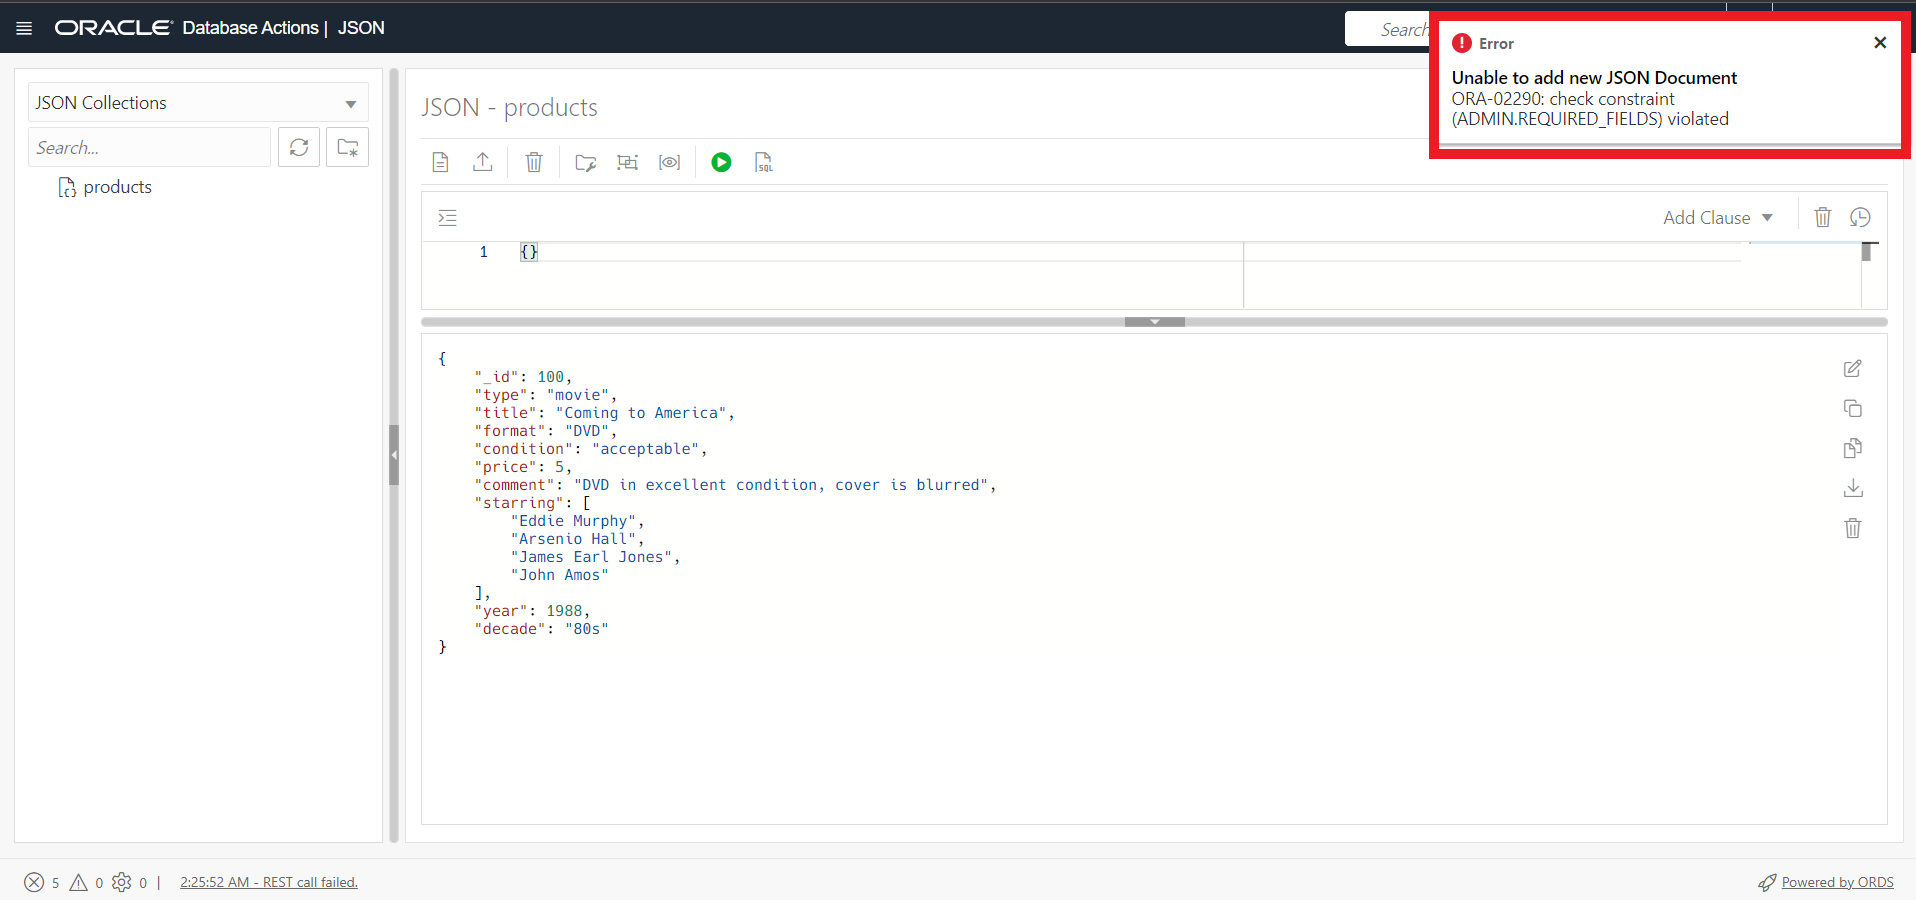 ORACLE Database Actions | JSON
Search
Error
Unable to add new JSON Document
ORA-02290: check constraint
(ADMIN.REQUIRED_FIELDS) violated
JSON Collections
Search...
products
JSON - products
SQL
Add Clause
1 {}
{
"_id": 100,
"type": "movie",
"title": "Coming to America",
"format": "DVD",
"condition": "acceptable",
"price": 5,
"comment": "DVD in excellent condition, cover is blurred",
"starring": [
"Eddie Murphy",
"Arsenio Hall",
"James Earl Jones",
"John Amos"
],
"year": 1988,
"decade": "80s"
}
5 0 0 | 2:25:52 AM - REST call failed.
Powered by ORDS